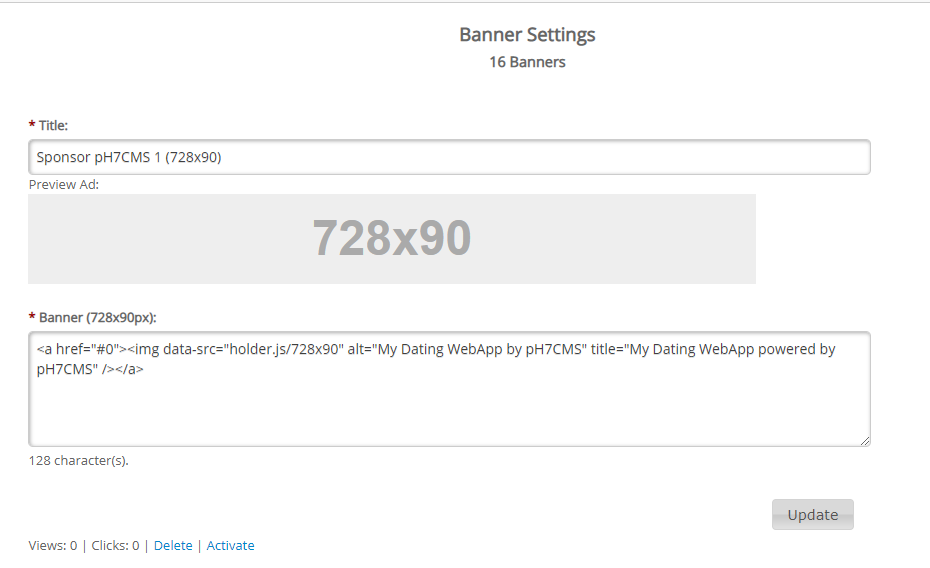 Banner Settings
16 Banners
* Title:
Sponsor pH7CMS 1 (728x90)
Preview Ad:
728x90
* Banner (728x90px):
<a href="#0"><img data-src="holder.js/728x90" alt="My Dating WebApp by pH7CMS" title="My Dating WebApp powered by
pH7CMS" /></a>
128 character(s).
Update
Views: 0 | Clicks: 0 | Delete | Activate